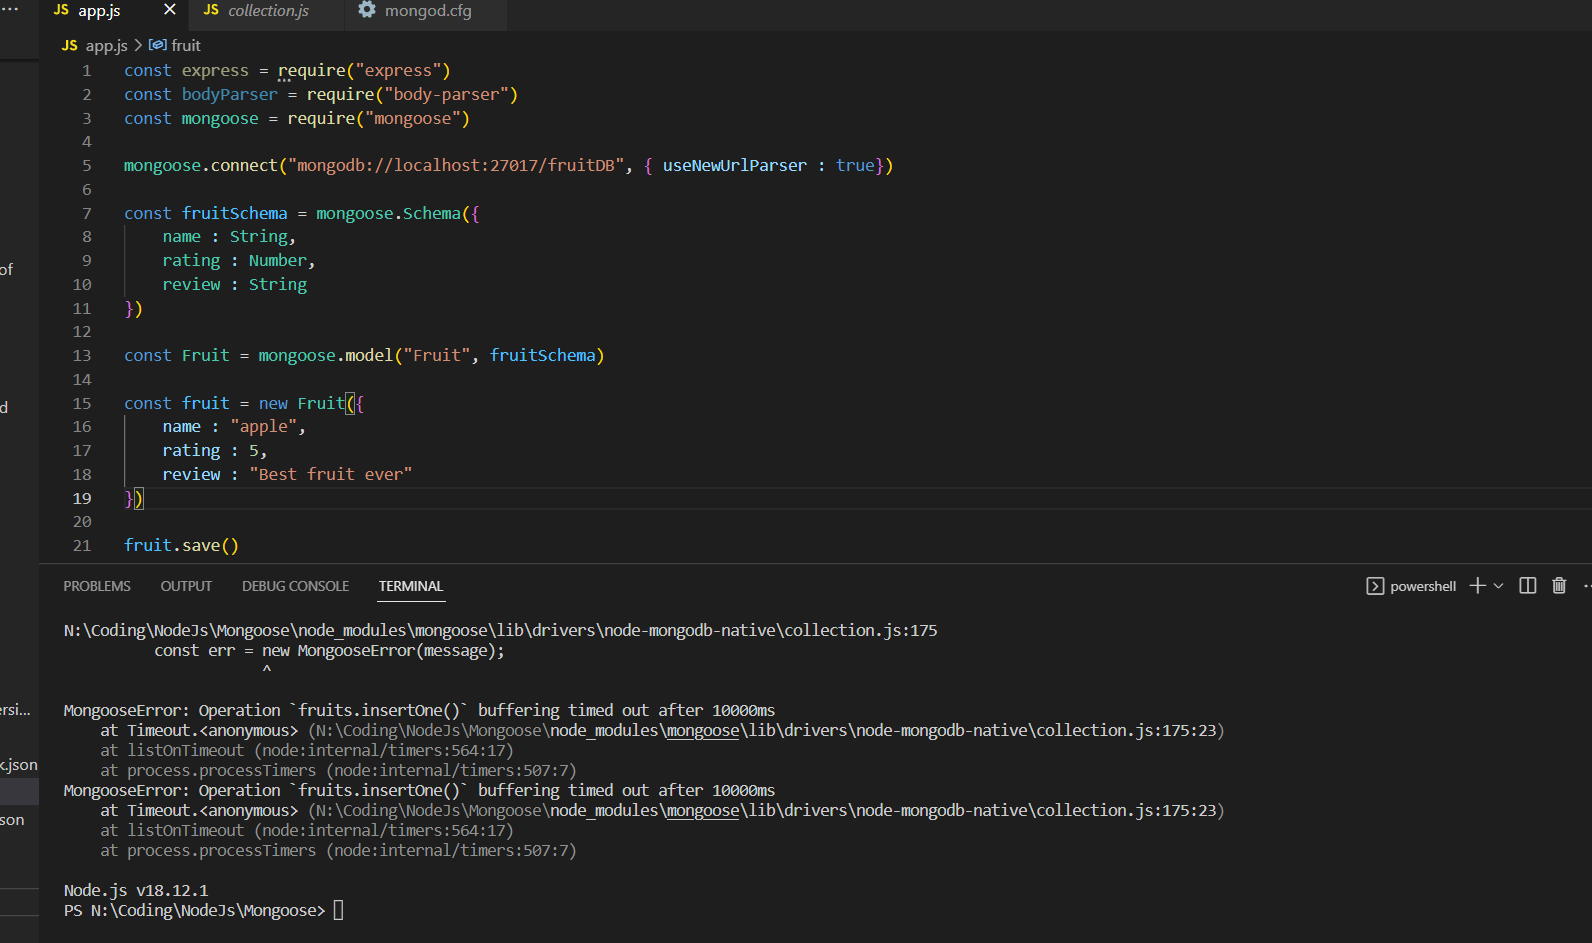 JS app.js
JS collection.js
mongod.cfg
JS app.js > fruit
1 const express = require("express")
2 const bodyParser = require("body-parser")
3 const mongoose = require("mongoose")
4
5 mongoose.connect("mongodb://localhost:27017/fruitDB", { useNewUrlParser : true})
6
7 const fruitSchema = mongoose.Schema({
8 name : String,
9 rating : Number,
10 review : String
11 })
12
13 const Fruit = mongoose.model("Fruit", fruitSchema)
14
15 const fruit = new Fruit({
16 name : "apple",
17 rating : 5,
18 review : "Best fruit ever"
19 })
20
21 fruit.save()
of
d
ersi...
k.json
son
PROBLEMS OUTPUT DEBUG CONSOLE TERMINAL
powershell
N:\Coding\NodeJs\Mongoose\node_modules\mongoose\lib\drivers\node-mongodb-native\collection.js:175
const err = new MongooseError(message);
^
MongooseError: Operation `fruits.insertOne()` buffering timed out after 10000ms
at Timeout.<anonymous> (N:\Coding\NodeJs\Mongoose\node_modules\mongoose\lib\drivers\node-mongodb-native\collection.js:175:23)
at listOnTimeout (node:internal/timers:564:17)
at process.processTimers (node:internal/timers:507:7)
MongooseError: Operation `fruits.insertOne()` buffering timed out after 10000ms
at Timeout.<anonymous> (N:\Coding\NodeJs\Mongoose\node_modules\mongoose\lib\drivers\node-mongodb-native\collection.js:175:23)
at listOnTimeout (node:internal/timers:564:17)
at process.processTimers (node:internal/timers:507:7)
Node.js v18.12.1
PS N:\Coding\NodeJs\Mongoose>